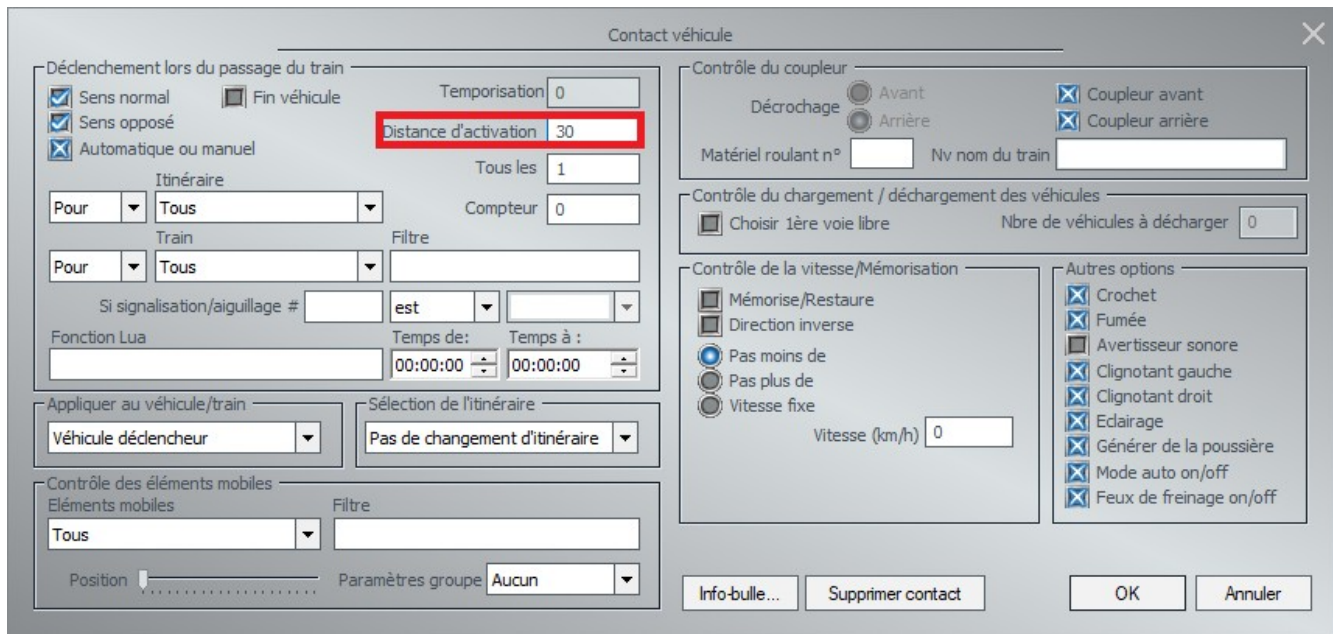 Contact véhicule
Déclenchement lors du passage du train
Sens normal
Fin véhicule
Temporisation 0
Sens opposé
Distance d'activation 30
Automatique ou manuel
Tous les 1
Itinéraire
Pour Tous
Compteur 0
Train
Filtre
Pour Tous
Si signalisation/aiguillage # est
Fonction Lua
Temps de:
Temps à :
00:00:00
00:00:00
Appliquer au véhicule/train
Véhicule déclencheur
Sélection de l'itinéraire
Pas de changement d'itinéraire
Contrôle des éléments mobiles
Eléments mobiles
Filtre
Tous
Position
Paramètres groupe Aucun
Contrôle du coupleur
Décrochage
Avant
Arrière
Coupleur avant
Coupleur arrière
Matériel roulant n°
Nv nom du train
Contrôle du chargement / déchargement des véhicules
Choisir 1ère voie libre
Nbre de véhicules à décharger 0
Contrôle de la vitesse/Mémorisation
Mémorise/Restaure
Direction inverse
Pas moins de
Pas plus de
Vitesse fixe
Vitesse (km/h) 0
Autres options
Crochet
Fumée
Avertisseur sonore
Clignotant gauche
Clignotant droit
Eclairage
Générer de la poussière
Mode auto on/off
Feux de freinage on/off
Info-bulle...
Supprimer contact
OK
Annuler